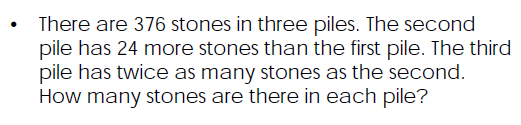 • There are 376 stones in three piles. The second
pile has 24 more stones than the first pile. The third
pile has twice as many stones as the second.
How many stones are there in each pile?